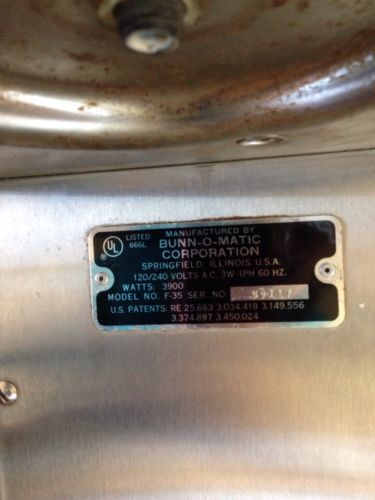 UL
®
LISTED
666L
MANUFACTURED BY
BUNN-O-MATIC
CORPORATION
SPRINGFIELD, ILLINOIS U.S.A.
120/240 VOLTS A.C. 3W-1PH 60 HZ.
WATTS: 3900
MODEL NO. F-35 SER. NO.
U.S. PATENTS: RE 25.663 3.034.418 3.149.556
3.374.897 3.450.024